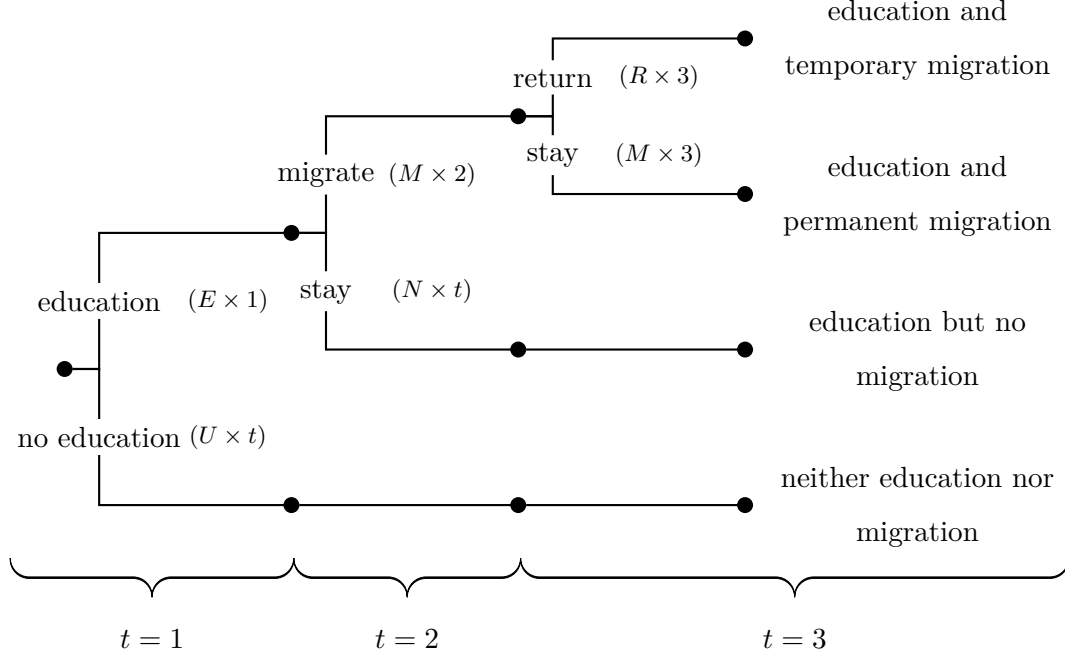 education and
temporary migration
return (R × 3)
stay (M × 3)
education and
permanent migration
migrate (M × 2)
stay (N × t)
education (E × 1)
education but no
migration
no education (U × t)
neither education nor
migration
t = 1 t = 2 t = 3